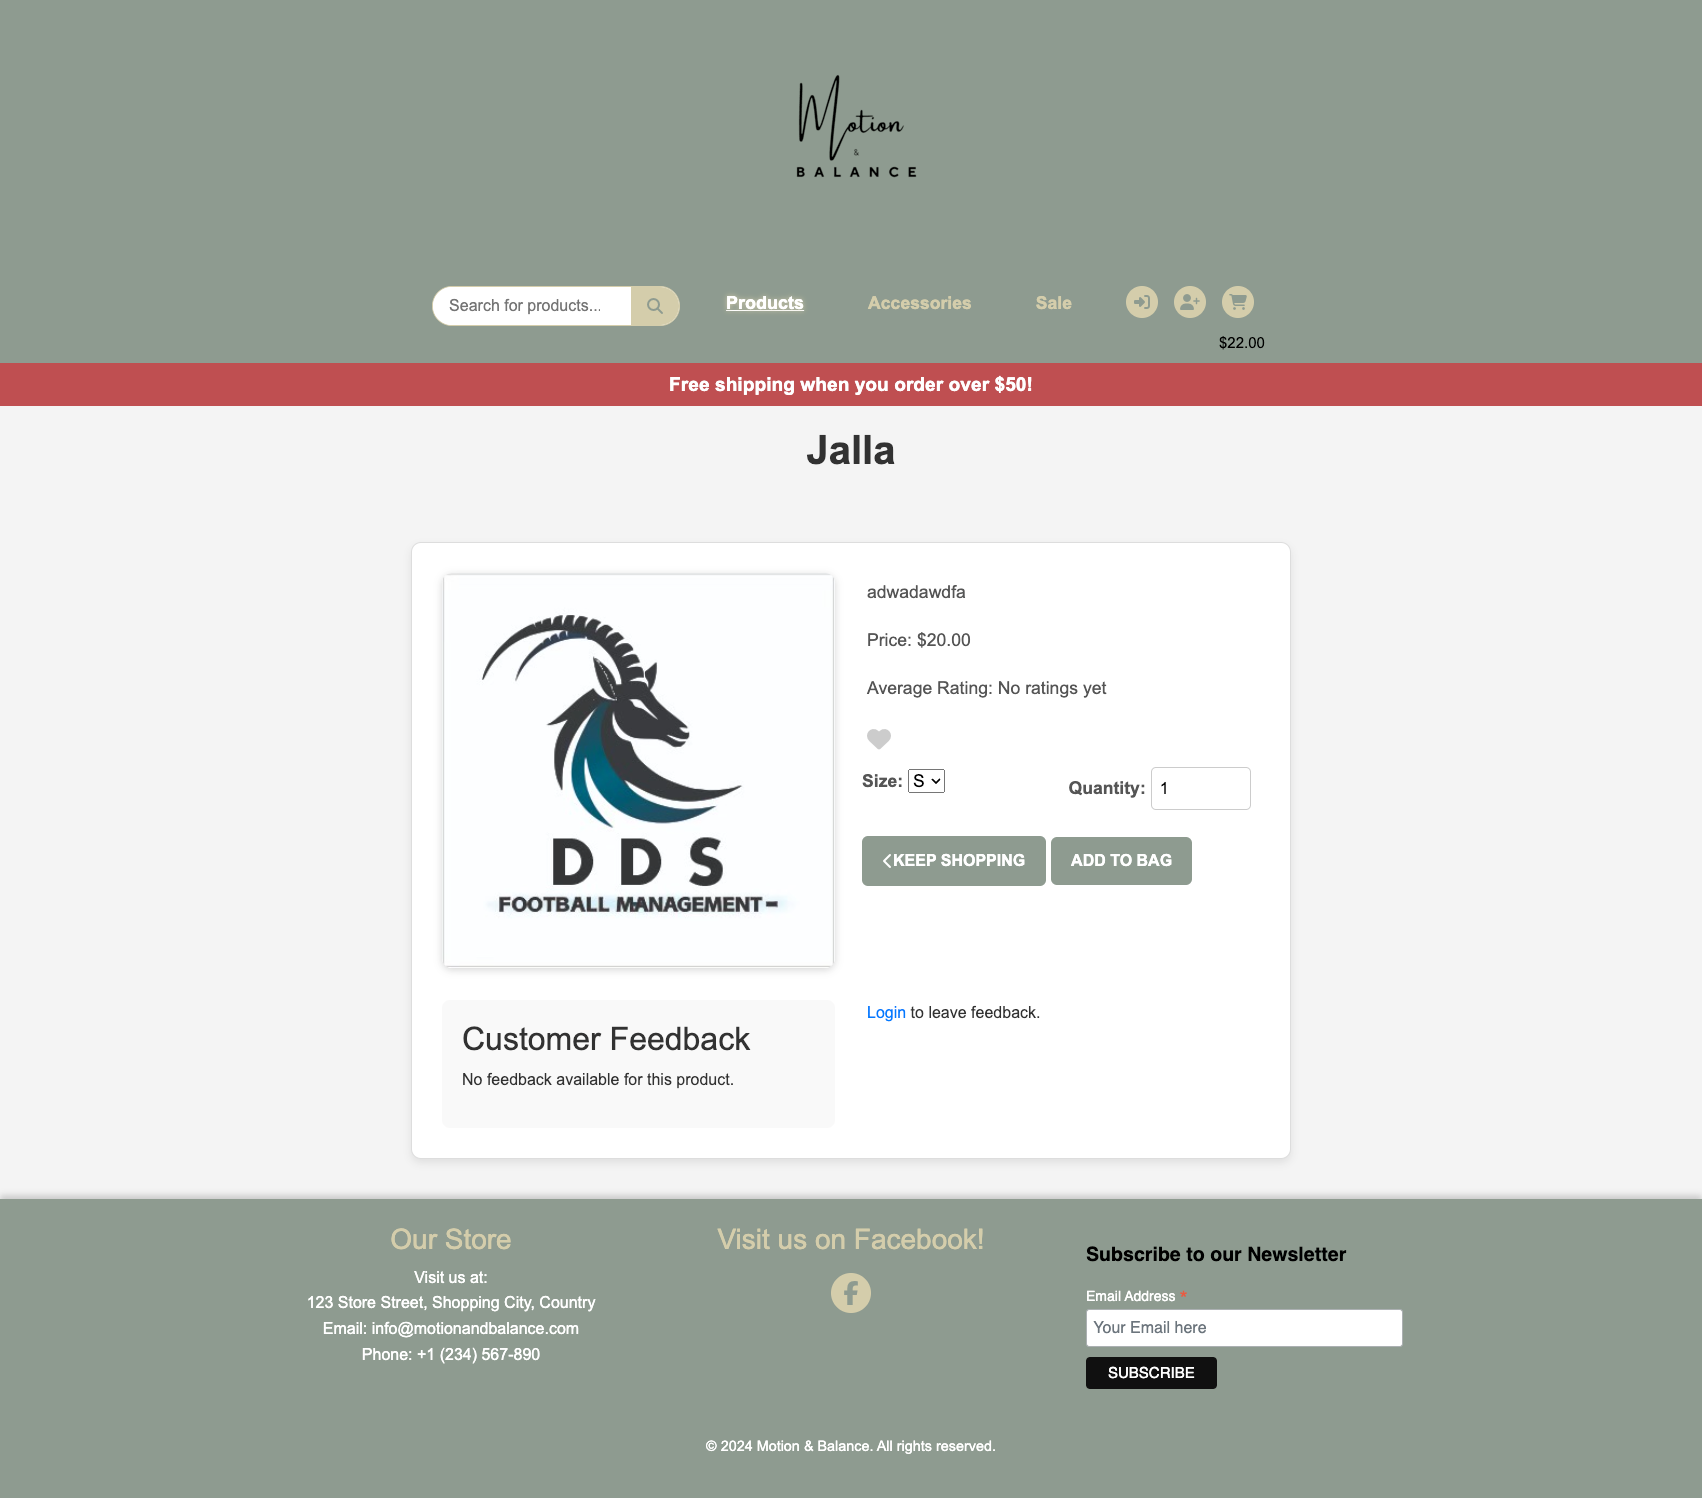 Motion
&
BALANCE
Search for products...
Products
Accessories
Sale
$22.00
Free shipping when you order over $50!
Jalla
adwadawdfa
Price: $20.00
Average Rating: No ratings yet
Size: S
Quantity: 1
KEEP SHOPPING
ADD TO BAG
DDS
FOOTBALL MANAGEMENT-
Customer Feedback
No feedback available for this product.
Login to leave feedback.
Our Store
Visit us at:
123 Store Street, Shopping City, Country
Email: info@motionandbalance.com
Phone: +1 (234) 567-890
Visit us on Facebook!
Subscribe to our Newsletter
Email Address *
Your Email here
SUBSCRIBE
© 2024 Motion & Balance. All rights reserved.